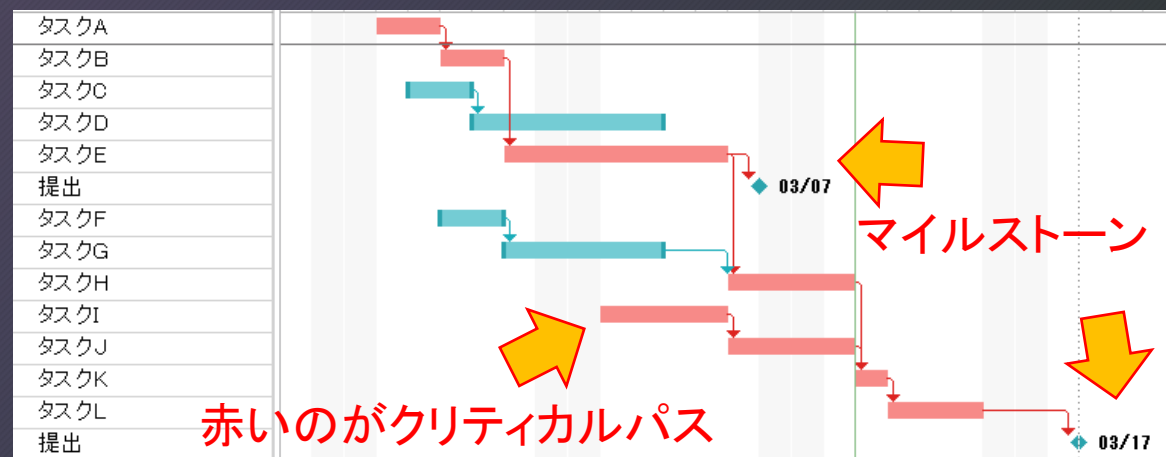 タスクA
タスクB
タスクC
タスクD
タスクE
提出
03/07
タスクF
マイルストーン
タスクG
タスクH
タスクI
タスクJ
タスクK
タスクL
赤いのがクリティカルパス
提出
03/17